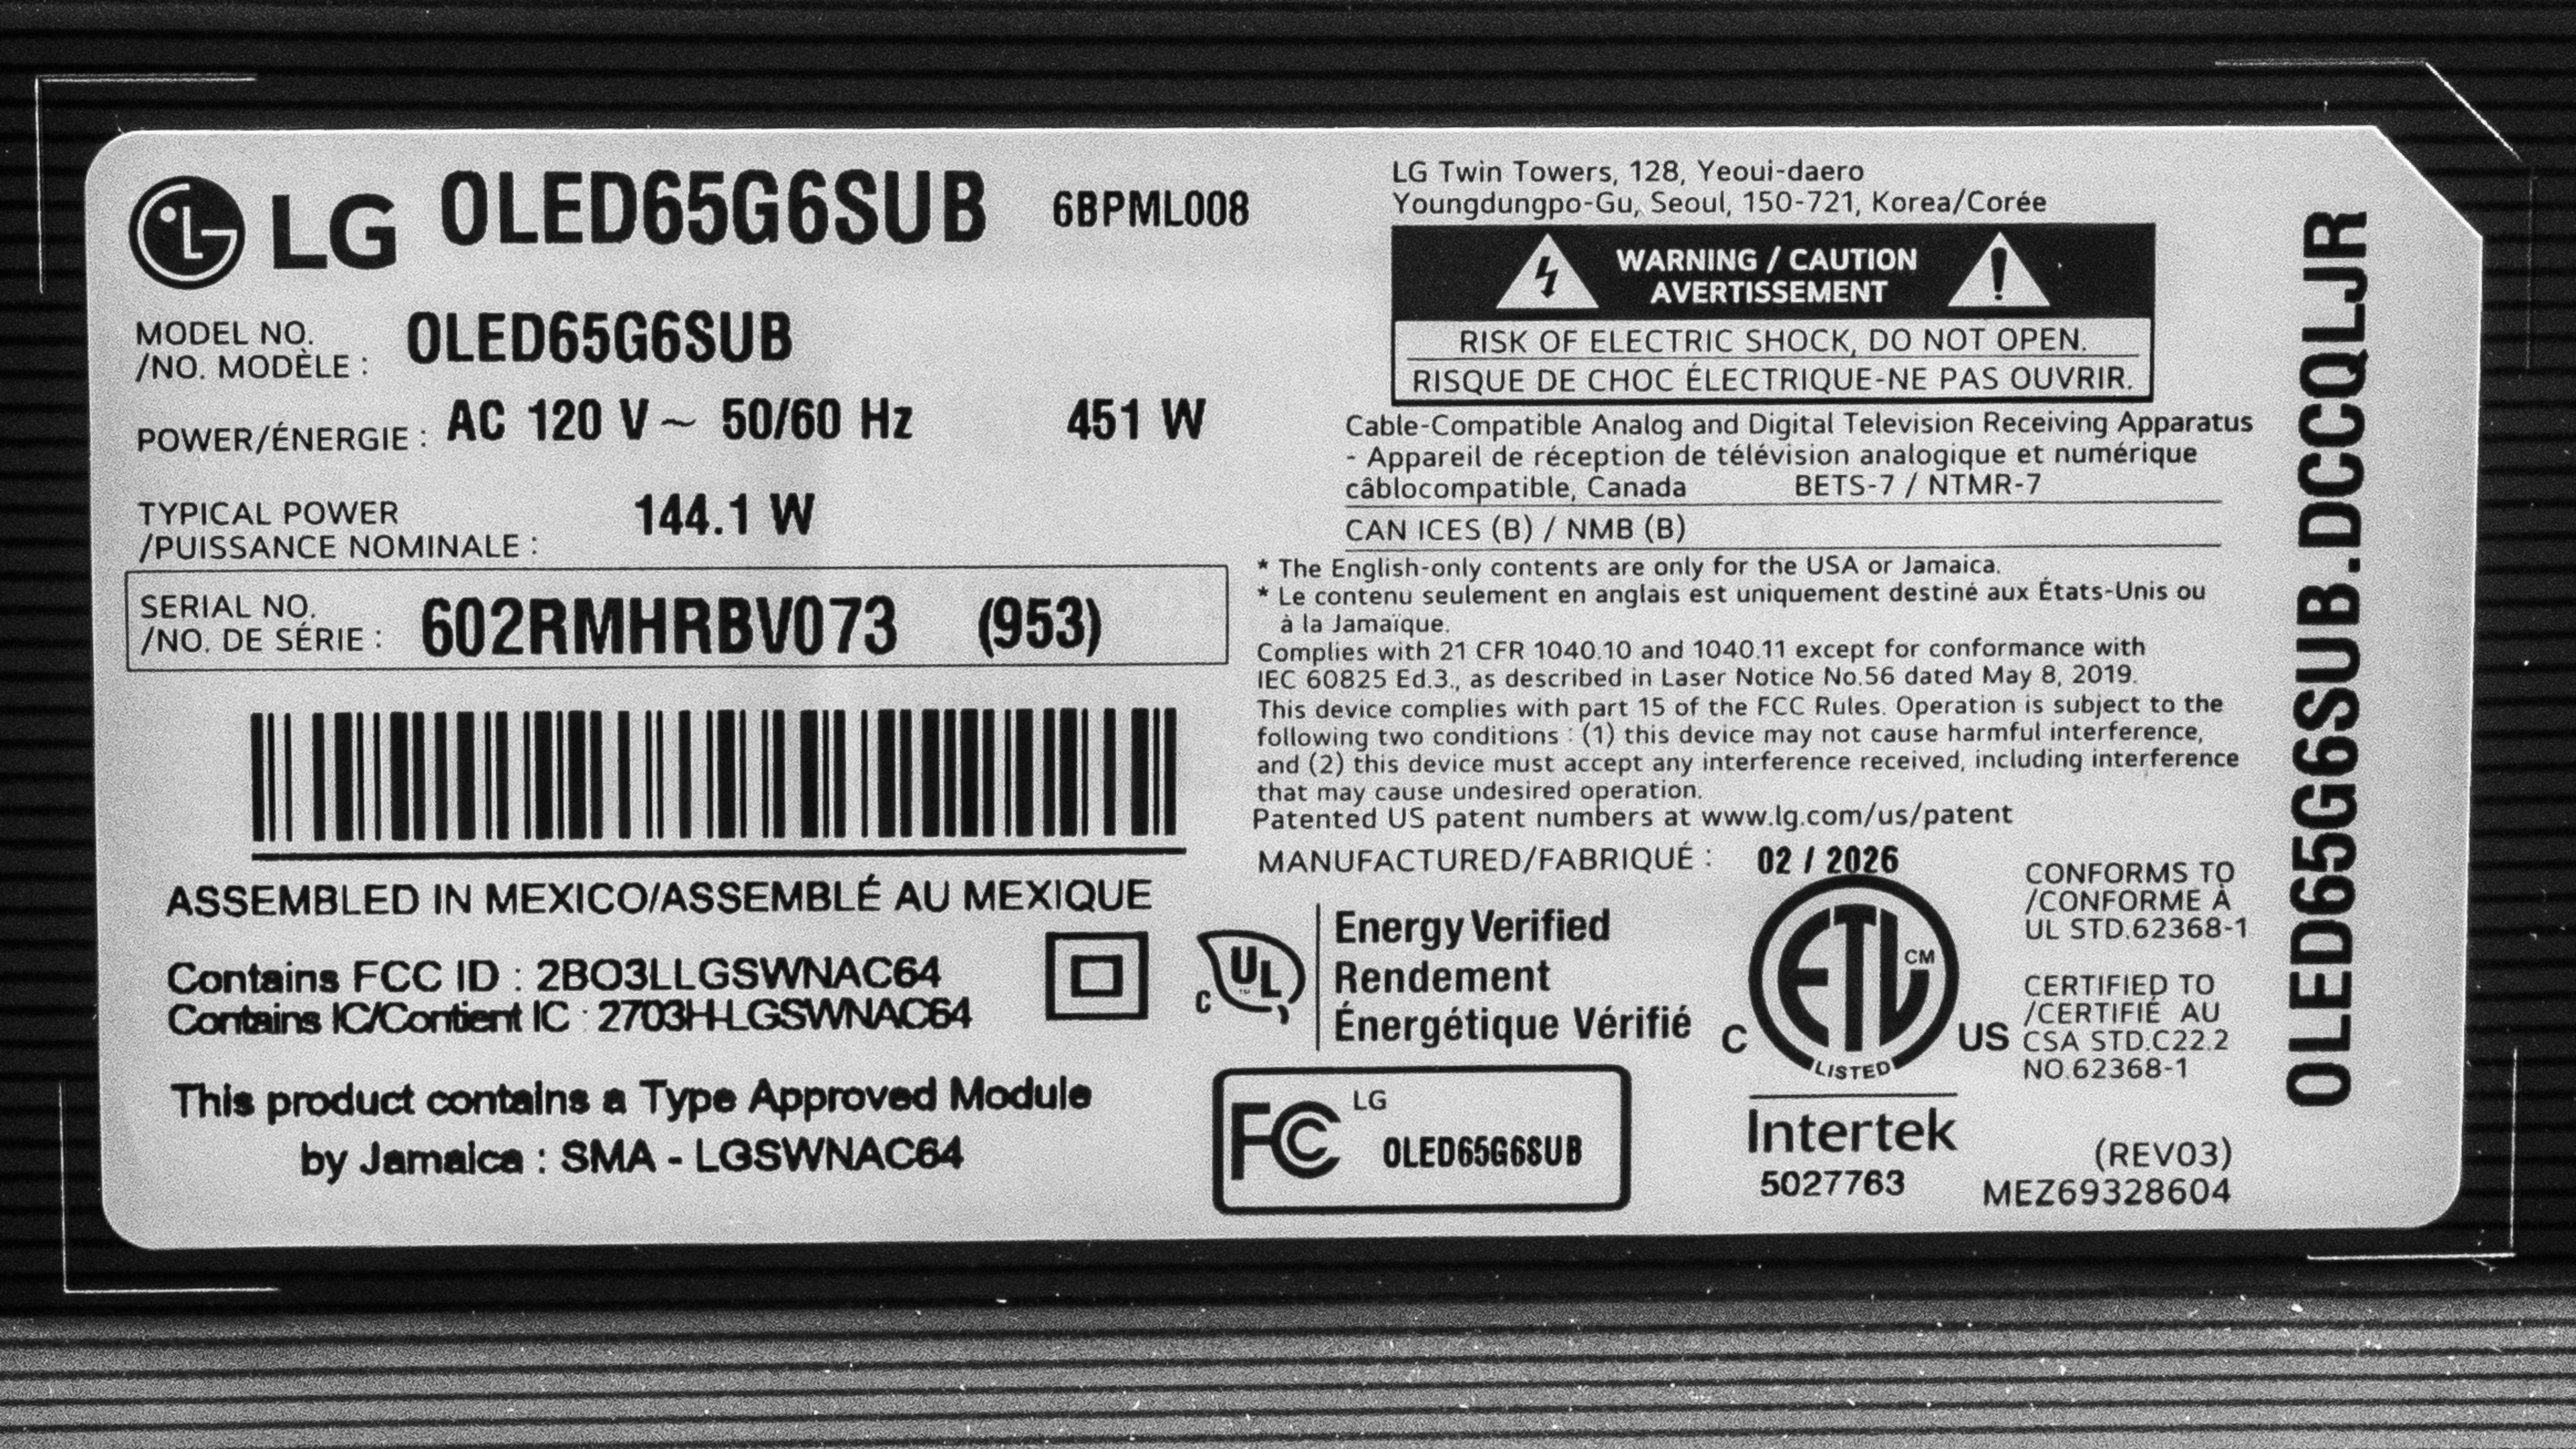 LG OLED65G6SUB 6BPML008
MODEL NO.
/NO. MODÈLE : OLED65G6SUB
POWER/ÉNERGIE : AC 120 V ~ 50/60 Hz 451 W
TYPICAL POWER
/PUISSANCE NOMINALE : 144.1 W
SERIAL NO.
/NO. DE SÉRIE : 602RMHRBV073 (953)
ASSEMBLED IN MEXICO/ASSEMBLÉ AU MEXIQUE
Contains FCC ID : 2BO3LLGSWNAC64
Contains IC/Contient IC : 2703H-LGSWNAC64
This product contains a Type Approved Module
by Jamaica : SMA - LGSWNAC64
LG Twin Towers, 128, Yeoui-daero
Youngdungpo-Gu, Seoul, 150-721, Korea/Corée
WARNING / CAUTION
AVERTISSEMENT
RISK OF ELECTRIC SHOCK, DO NOT OPEN.
RISQUE DE CHOC ÉLECTRIQUE-NE PAS OUVRIR.
Cable-Compatible Analog and Digital Television Receiving Apparatus
- Appareil de réception de télévision analogique et numérique
câblocompatible, Canada BETS-7 / NTMR-7
CAN ICES (B) / NMB (B)
* The English-only contents are only for the USA or Jamaica.
* Le contenu seulement en anglais est uniquement destiné aux États-Unis ou
à la Jamaïque.
Complies with 21 CFR 1040.10 and 1040.11 except for conformance with
IEC 60825 Ed.3., as described in Laser Notice No.56 dated May 8, 2019.
This device complies with part 15 of the FCC Rules. Operation is subject to the
following two conditions : (1) this device may not cause harmful interference,
and (2) this device must accept any interference received, including interference
that may cause undesired operation.
Patented US patent numbers at www.lg.com/us/patent
MANUFACTURED/FABRIQUÉ : 02 / 2026
C UL
Energy Verified
Rendement
Énergétique Vérifié
C ETL CM US
LISTED
Intertek
5027763
CONFORMS TO
/CONFORME À
UL STD.62368-1
CERTIFIED TO
/CERTIFIÉ AU
CSA STD.C22.2
NO.62368-1
FC LG
OLED65G6SUB
(REV03)
MEZ69328604
OLED65G6SUB.DCCQLJR